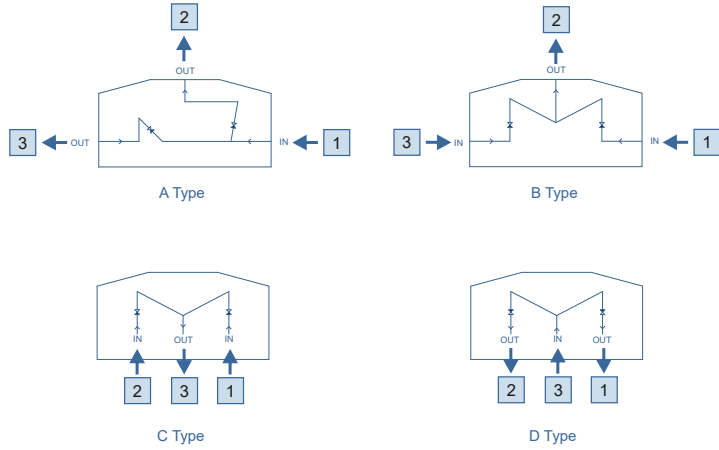 2
OUT
3 OUT IN 1
A Type
2
OUT
3 IN IN 1
B Type
IN OUT IN
2 3 1
C Type
OUT IN OUT
2 3 1
D Type